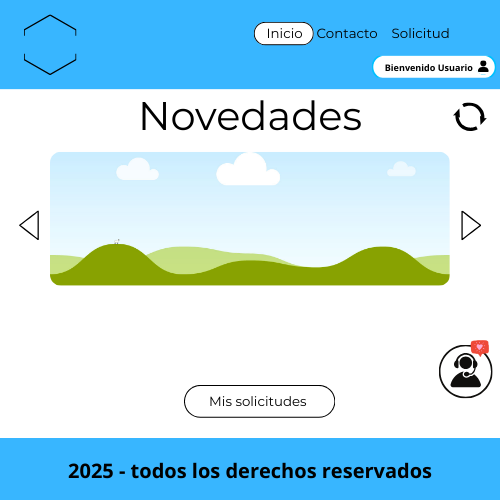 Inicio Contacto Solicitud
Bienvenido Usuario
Novedades
Mis solicitudes
2025 - todos los derechos reservados